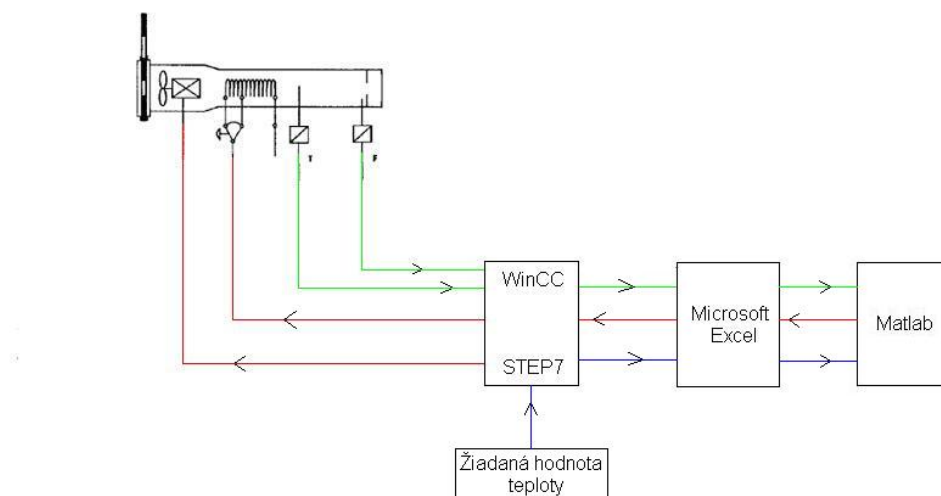 T
F
WinCC
STEP7
Microsoft
Excel
Matlab
Žiadaná hodnota
teploty